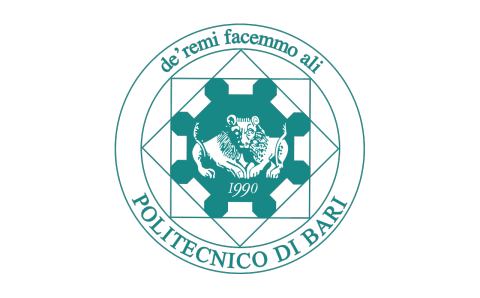 de' remi facemmo ali
1990
POLITECNICO DI BARI